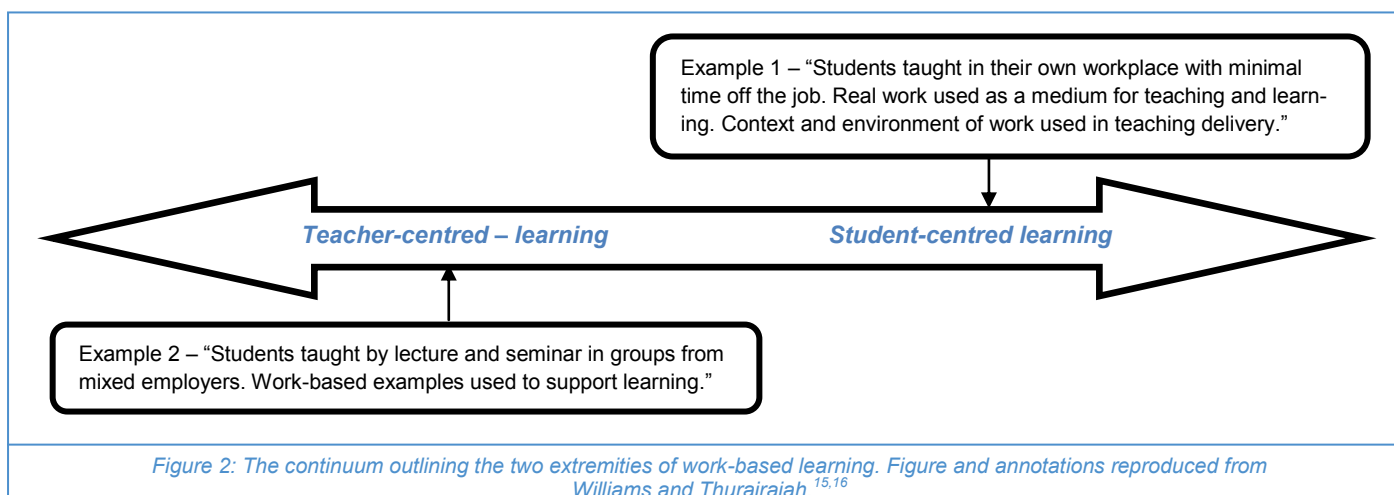 Example 1 – “Students taught in their own workplace with minimal
time off the job. Real work used as a medium for teaching and learn-
ing. Context and environment of work used in teaching delivery.”
Teacher-centred – learning
Student-centred learning
Example 2 – “Students taught by lecture and seminar in groups from
mixed employers. Work-based examples used to support learning.”
Figure 2: The continuum outlining the two extremities of work-based learning. Figure and annotations reproduced from
Williams and Thurairajah 15,16